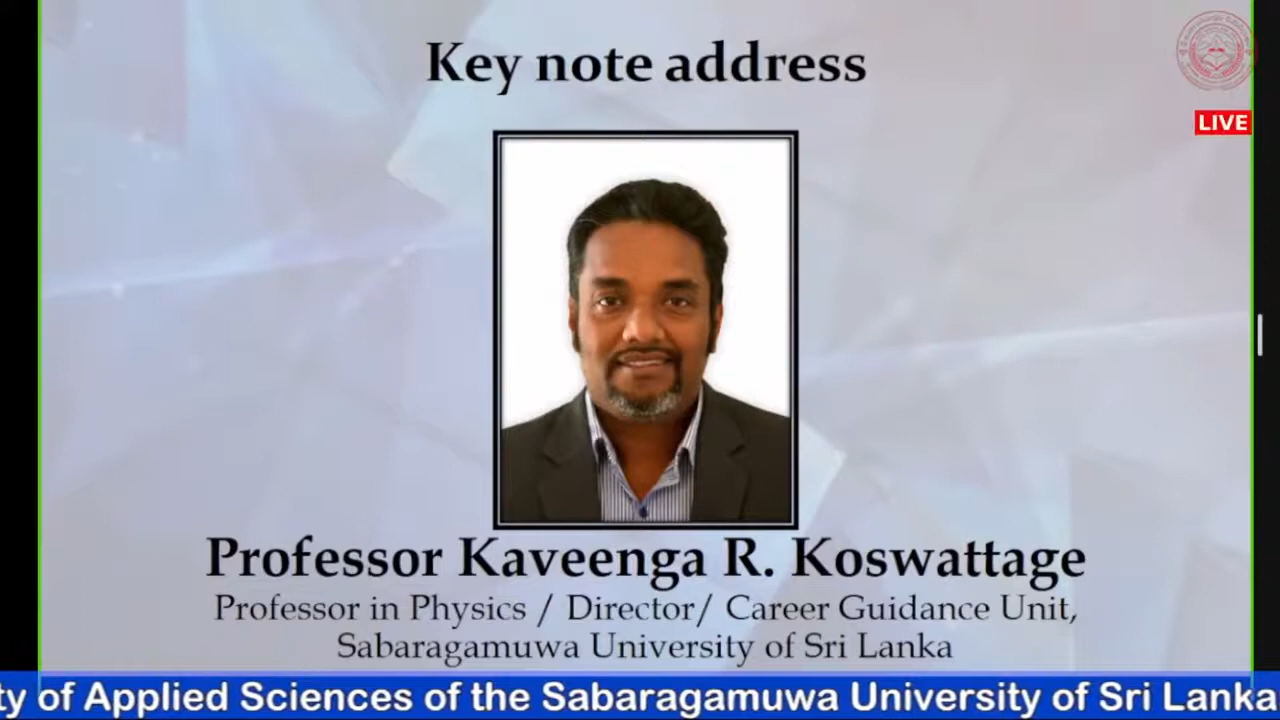 Key note address
LIVE
Professor Kaveenga R. Koswattage
Professor in Physics / Director/ Career Guidance Unit,
Sabaragamuwa University of Sri Lanka
ty of Applied Sciences of the Sabaragamuwa University of Sri Lanka